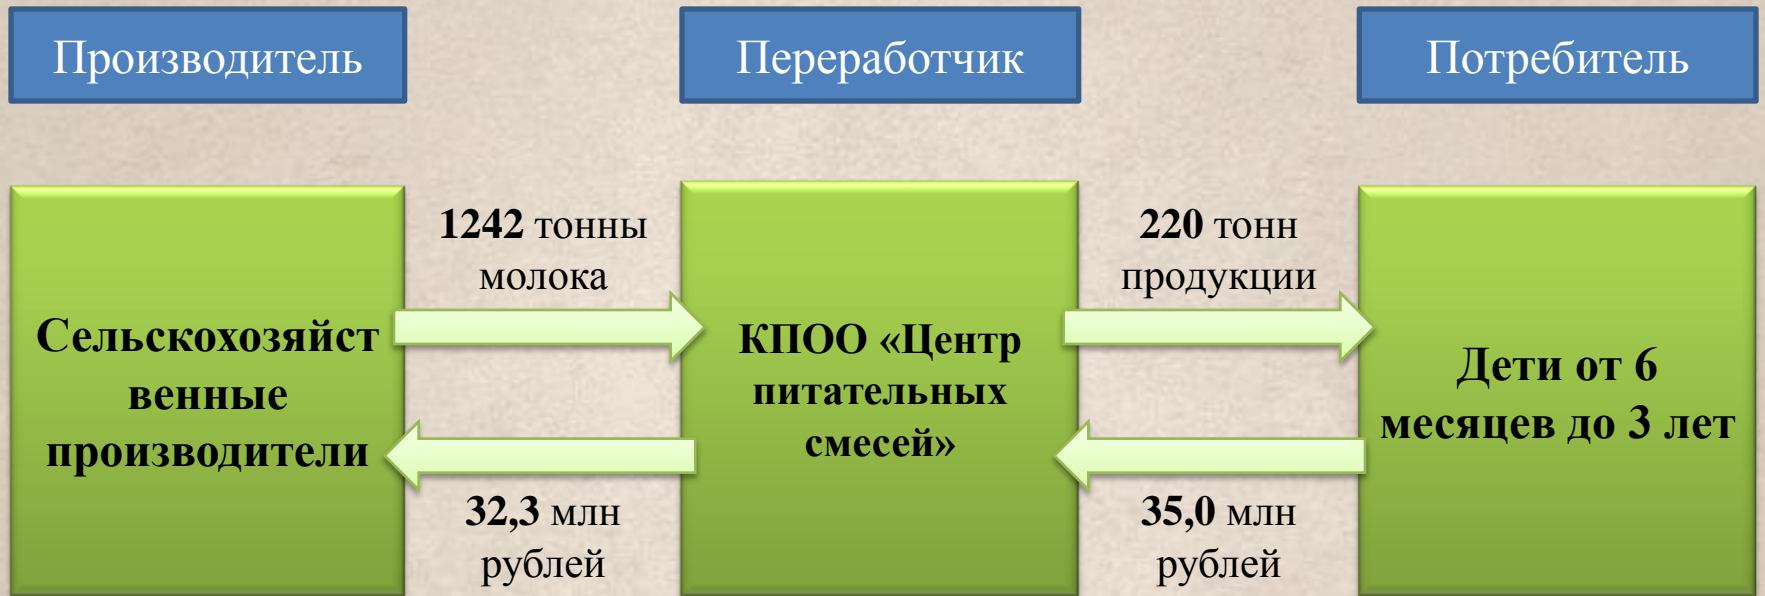 Производитель
Переработчик
Потребитель
Сельскохозяйст
венные
производители
1242 тонны
молока
32,3 млн
рублей
КПОО «Центр
питательных
смесей»
220 тонн
продукции
35,0 млн
рублей
Дети от 6
месяцев до 3 лет